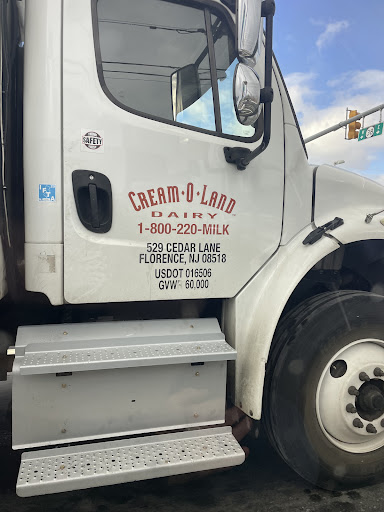 SAFETY
CREAM·O·LAND
DAIRY
1-800-220-MILK
529 CEDAR LANE
FLORENCE, NJ 08518
USDOT 016506
GVW 60,000